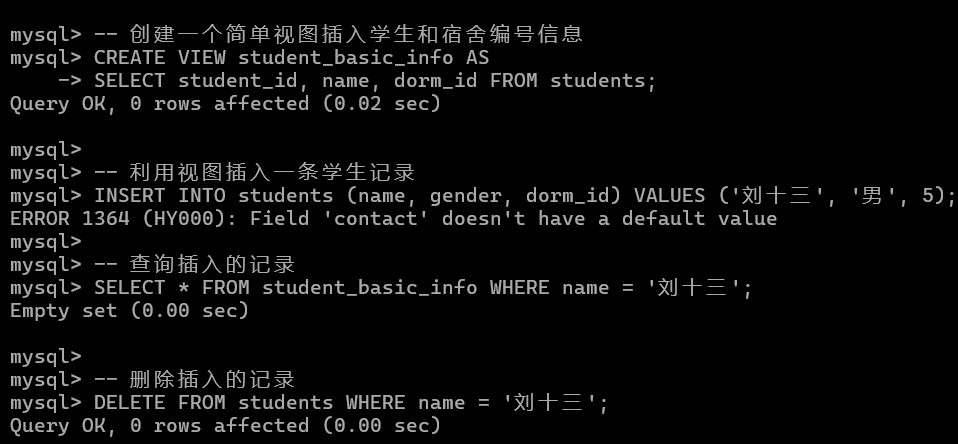 mysql> -- 创建一个简单视图插入学生和宿舍编号信息
mysql> CREATE VIEW student_basic_info AS
    -> SELECT student_id, name, dorm_id FROM students;
Query OK, 0 rows affected (0.02 sec)

mysql>
mysql> -- 利用视图插入一条学生记录
mysql> INSERT INTO students (name, gender, dorm_id) VALUES ('刘十三', '男', 5);
ERROR 1364 (HY000): Field 'contact' doesn't have a default value
mysql>
mysql> -- 查询插入的记录
mysql> SELECT * FROM student_basic_info WHERE name = '刘十三';
Empty set (0.00 sec)

mysql>
mysql> -- 删除插入的记录
mysql> DELETE FROM students WHERE name = '刘十三';
Query OK, 0 rows affected (0.00 sec)